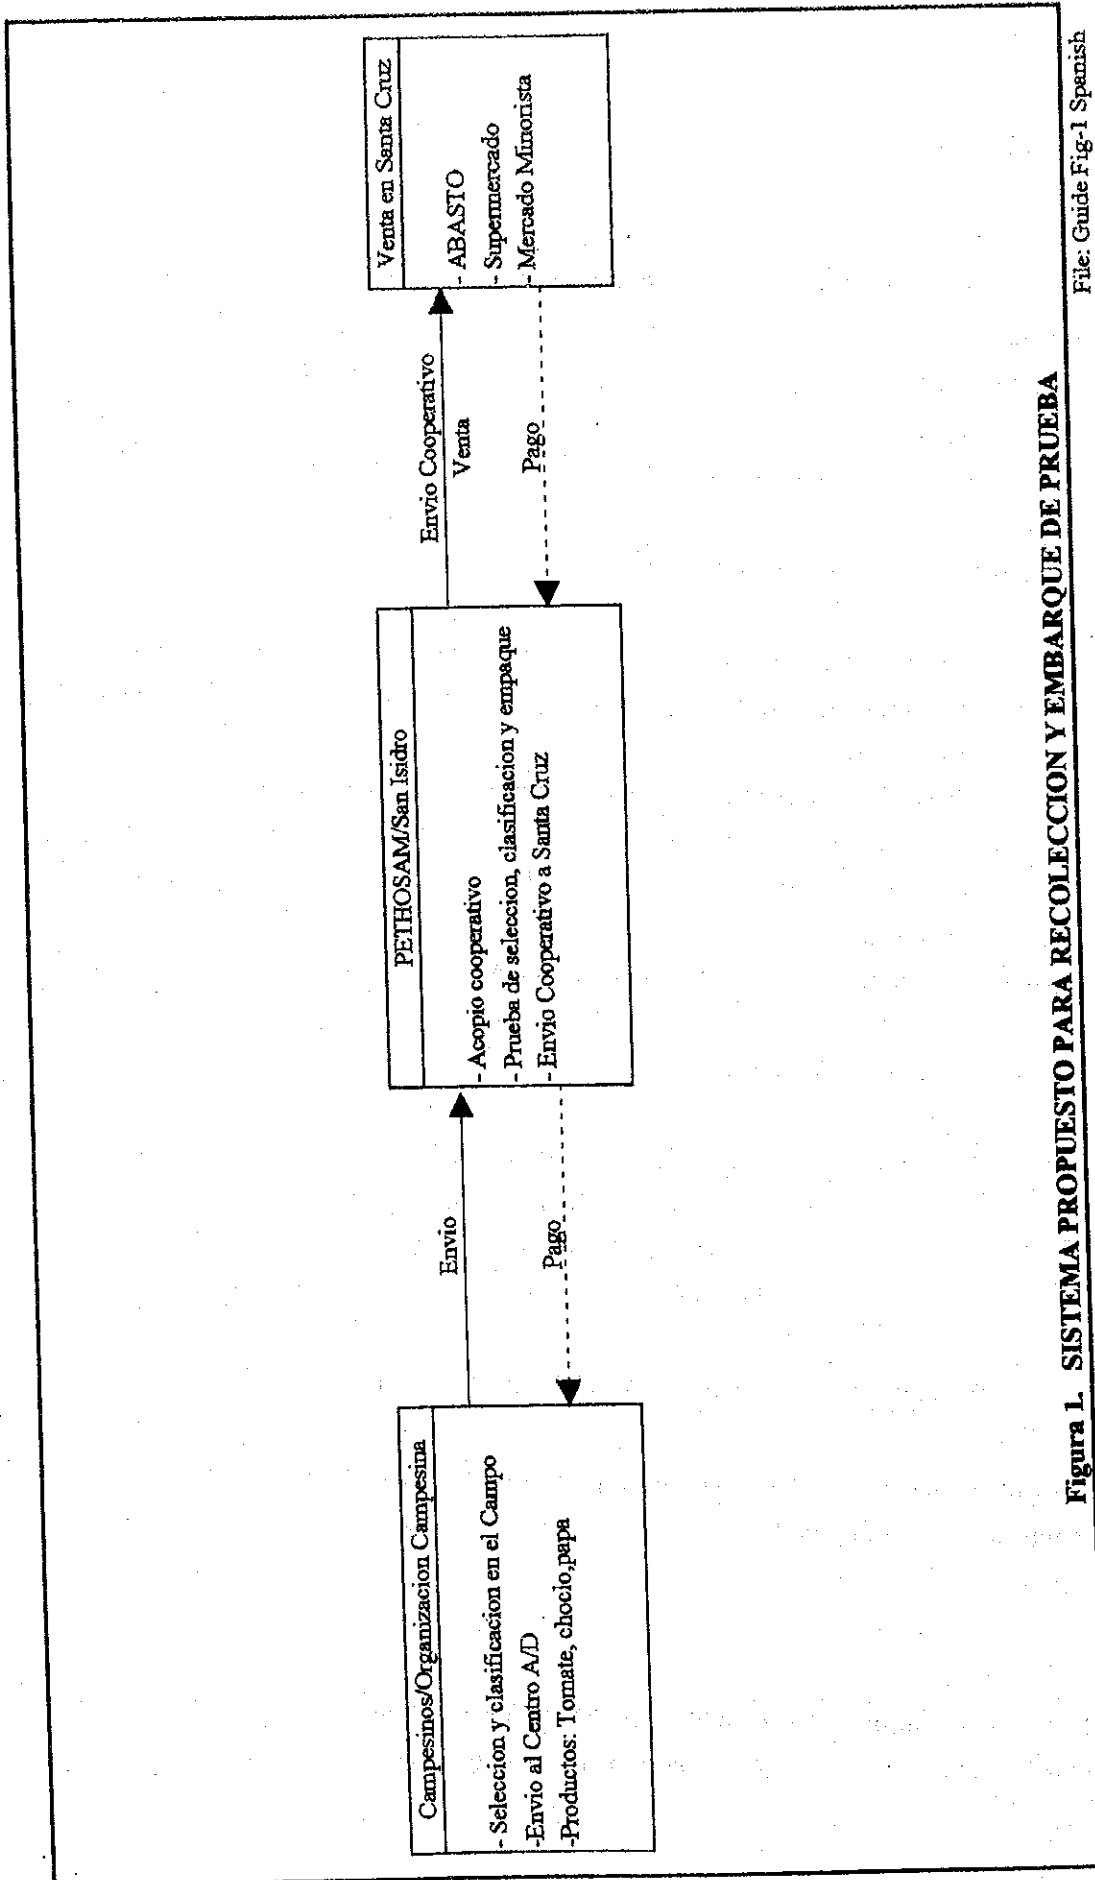 Campesinos/Organizacion Campesina
- Seleccion y clasificacion en el Campo
-Envio al Centro A/D
-Productos: Tomate, choclo,papa
Envio
Pago
PETHOSAM/San Isidro
- Acopio cooperativo
- Prueba de seleccion, clasificacion y empaque
- Envio Cooperativo a Santa Cruz
Envio Cooperativo
Venta
Pago
Venta en Santa Cruz
- ABASTO
- Supermercado
- Mercado Minorista
Figura 1. SISTEMA PROPUESTO PARA RECOLECCION Y EMBARQUE DE PRUEBA
File: Guide Fig-1 Spanish